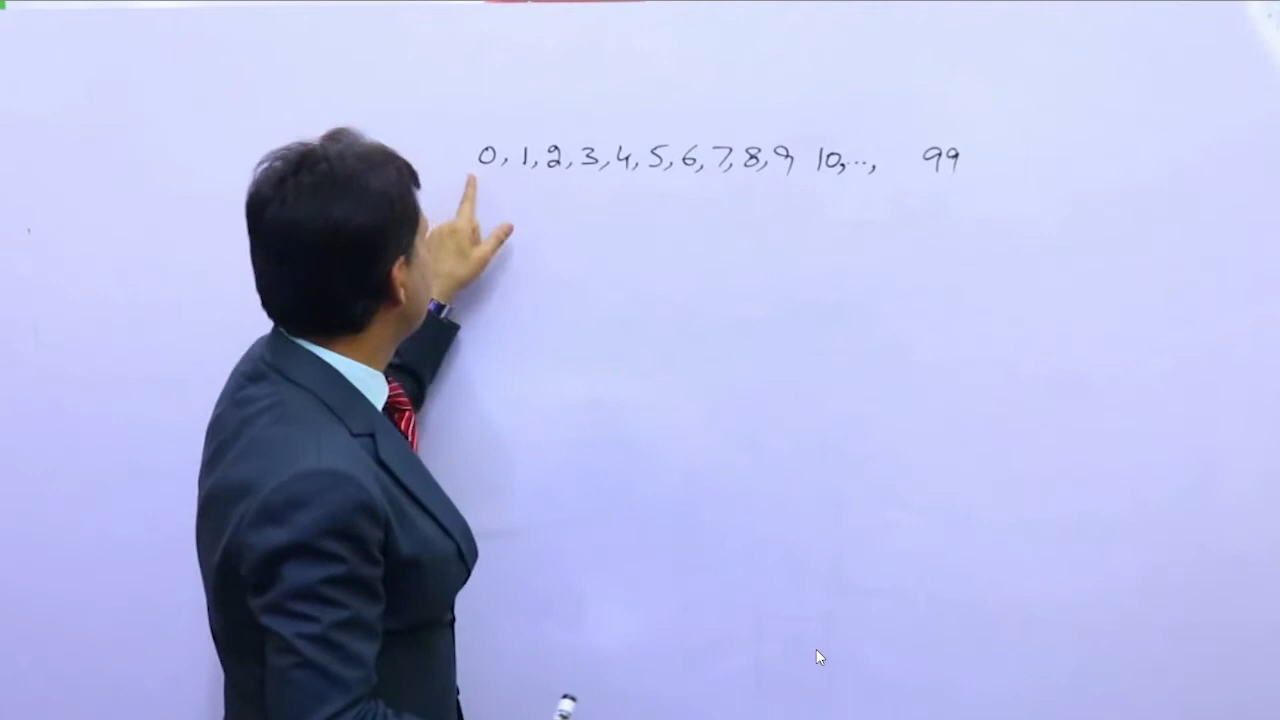 0, 1, 2, 3, 4, 5, 6, 7, 8, 9 10, ..., 99